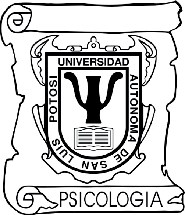 UNIVERSIDAD
AUTONOMA DE SAN LUIS POTOSI
PSICOLOGIA